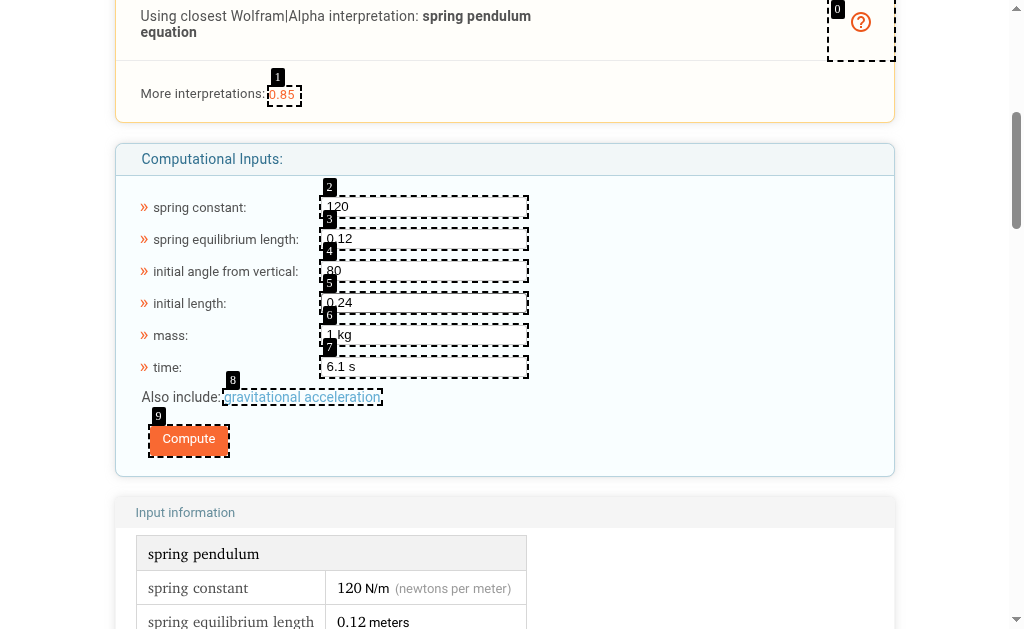 Using closest Wolfram|Alpha interpretation: spring pendulum
equation
0
1
More interpretations: 0.85
Computational Inputs:
2
» spring constant: 120
3
» spring equilibrium length: 0.12
4
» initial angle from vertical: 80
5
» initial length: 0.24
6
» mass: 1 kg
7
» time: 6.1 s
8
Also include: gravitational acceleration
9
Compute
Input information
spring pendulum
spring constant 120 N/m (newtons per meter)
spring equilibrium length 0.12 meters